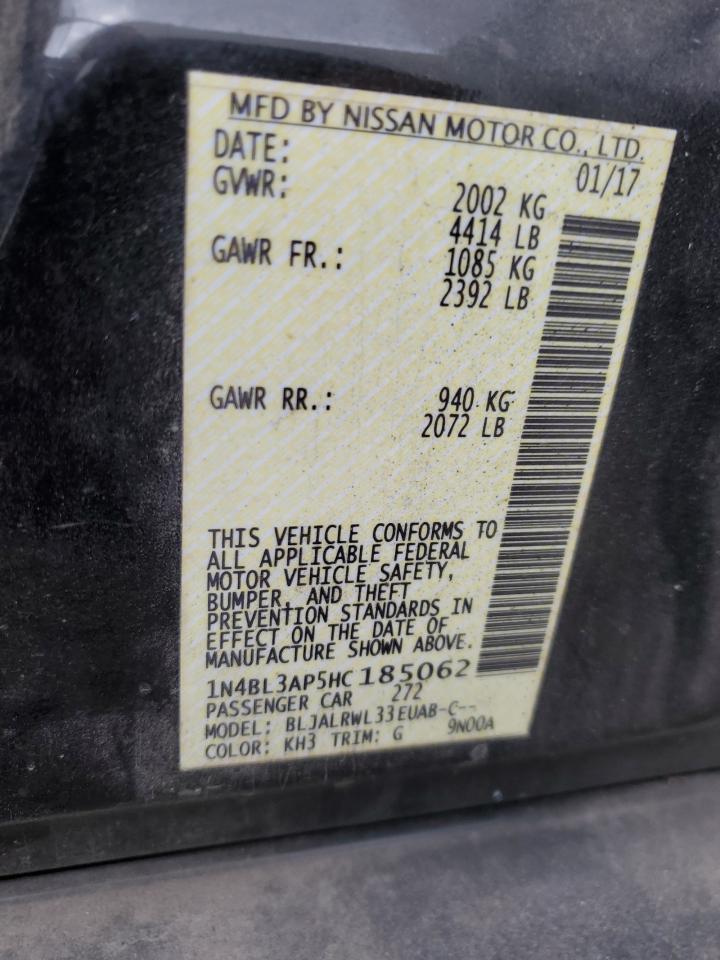 MFD BY NISSAN MOTOR CO., LTD.
DATE: 01/17
GVWR: 2002 KG
4414 LB
GAWR FR.: 1085 KG
2392 LB
GAWR RR.: 940 KG
2072 LB
THIS VEHICLE CONFORMS TO
ALL APPLICABLE FEDERAL
MOTOR VEHICLE SAFETY,
BUMPER, AND THEFT
PREVENTION STANDARDS IN
EFFECT ON THE DATE OF
MANUFACTURE SHOWN ABOVE.
1N4BL3AP5HC185062
PASSENGER CAR 272
MODEL: BLJALRWL33EUAB-C--
COLOR: KH3 TRIM: G 9N00A